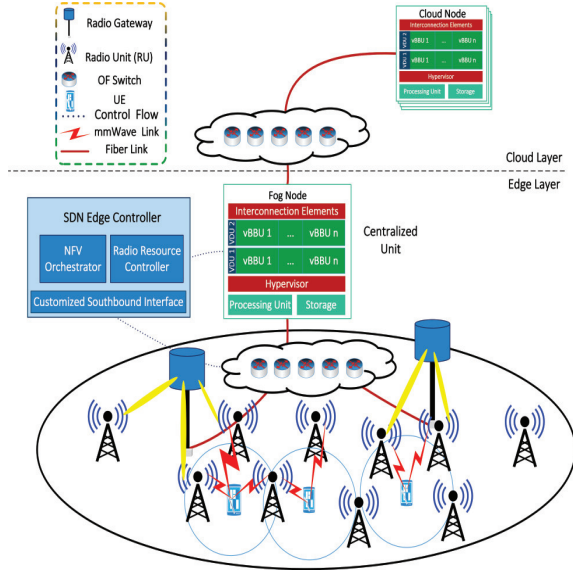 Radio Gateway
Radio Unit (RU)
OF Switch
UE
Control Flow
mmWave Link
Fiber Link
Cloud Node
Interconnection Elements
VDU 2
vBBU 1 ... vBBU n
VDU 1
vBBU 1 ... vBBU n
Hypervisor
Processing Unit
Storage
Cloud Layer
Edge Layer
SDN Edge Controller
NFV
Orchestrator
Radio Resource
Controller
Customized Southbound Interface
Fog Node
Interconnection Elements
VDU 2
vBBU 1 ... vBBU n
VDU 1
vBBU 1 ... vBBU n
Hypervisor
Processing Unit
Storage
Centralized
Unit